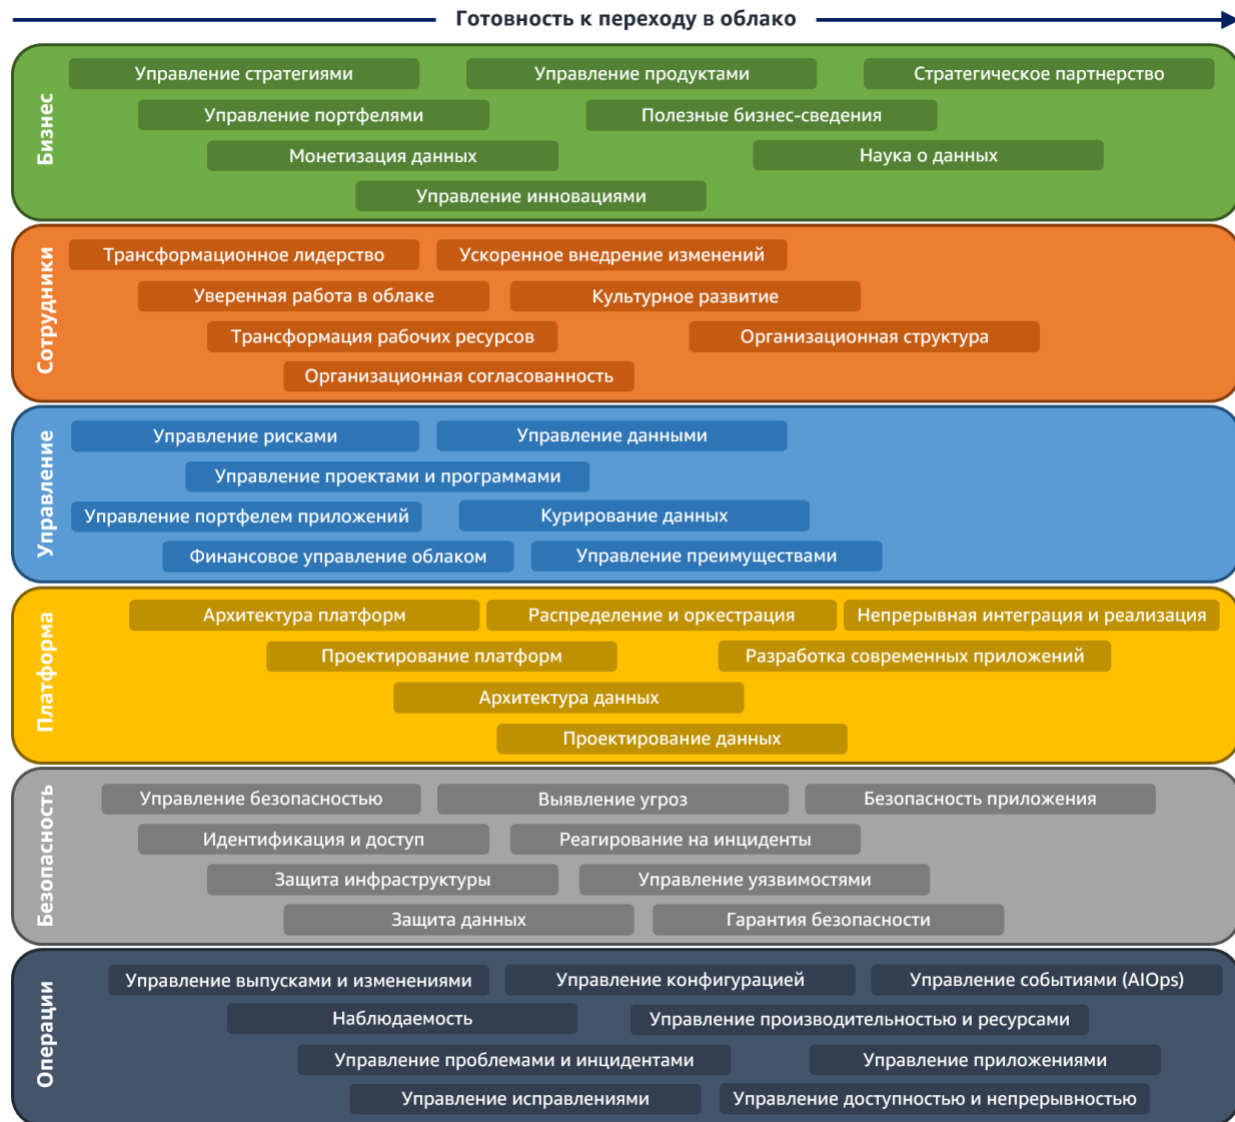 Готовность к переходу в облако
Бизнес
Управление стратегиями
Управление продуктами
Стратегическое партнерство
Управление портфелями
Полезные бизнес-сведения
Монетизация данных
Наука о данных
Управление инновациями
Сотрудники
Трансформационное лидерство
Ускоренное внедрение изменений
Уверенная работа в облаке
Культурное развитие
Трансформация рабочих ресурсов
Организационная структура
Организационная согласованность
Управление
Управление рисками
Управление данными
Управление проектами и программами
Управление портфелем приложений
Курирование данных
Финансовое управление облаком
Управление преимуществами
Платформа
Архитектура платформ
Распределение и оркестрация
Непрерывная интеграция и реализация
Проектирование платформ
Разработка современных приложений
Архитектура данных
Проектирование данных
Безопасность
Управление безопасностью
Выявление угроз
Безопасность приложения
Идентификация и доступ
Реагирование на инциденты
Защита инфраструктуры
Управление уязвимостями
Защита данных
Гарантия безопасности
Операции
Управление выпусками и изменениями
Управление конфигурацией
Управление событиями (AIOps)
Наблюдаемость
Управление производительностью и ресурсами
Управление проблемами и инцидентами
Управление приложениями
Управление исправлениями
Управление доступностью и непрерывностью